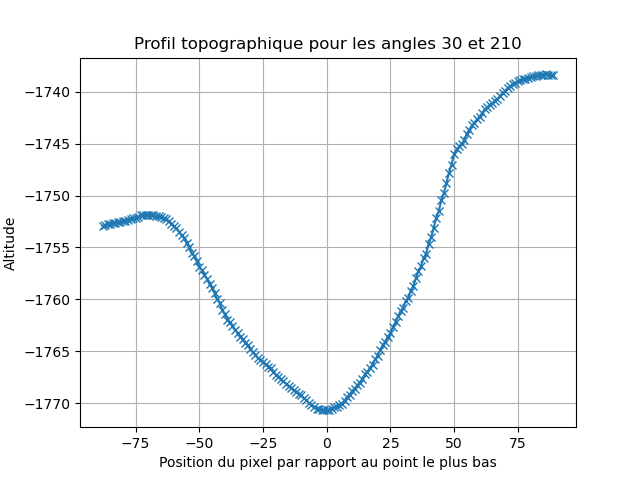 Profil topographique pour les angles 30 et 210
−1740
−1745
−1750
−1755
−1760
−1765
−1770
Altitude
−75 −50 −25 0 25 50 75
Position du pixel par rapport au point le plus bas